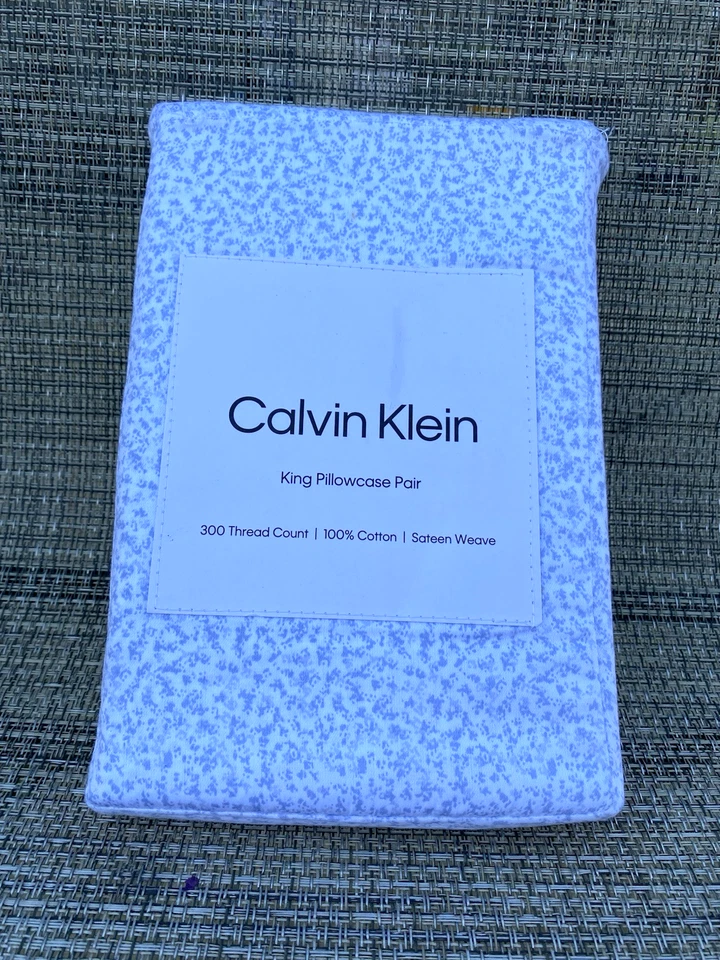 Calvin Klein
King Pillowcase Pair
300 Thread Count | 100% Cotton | Sateen Weave